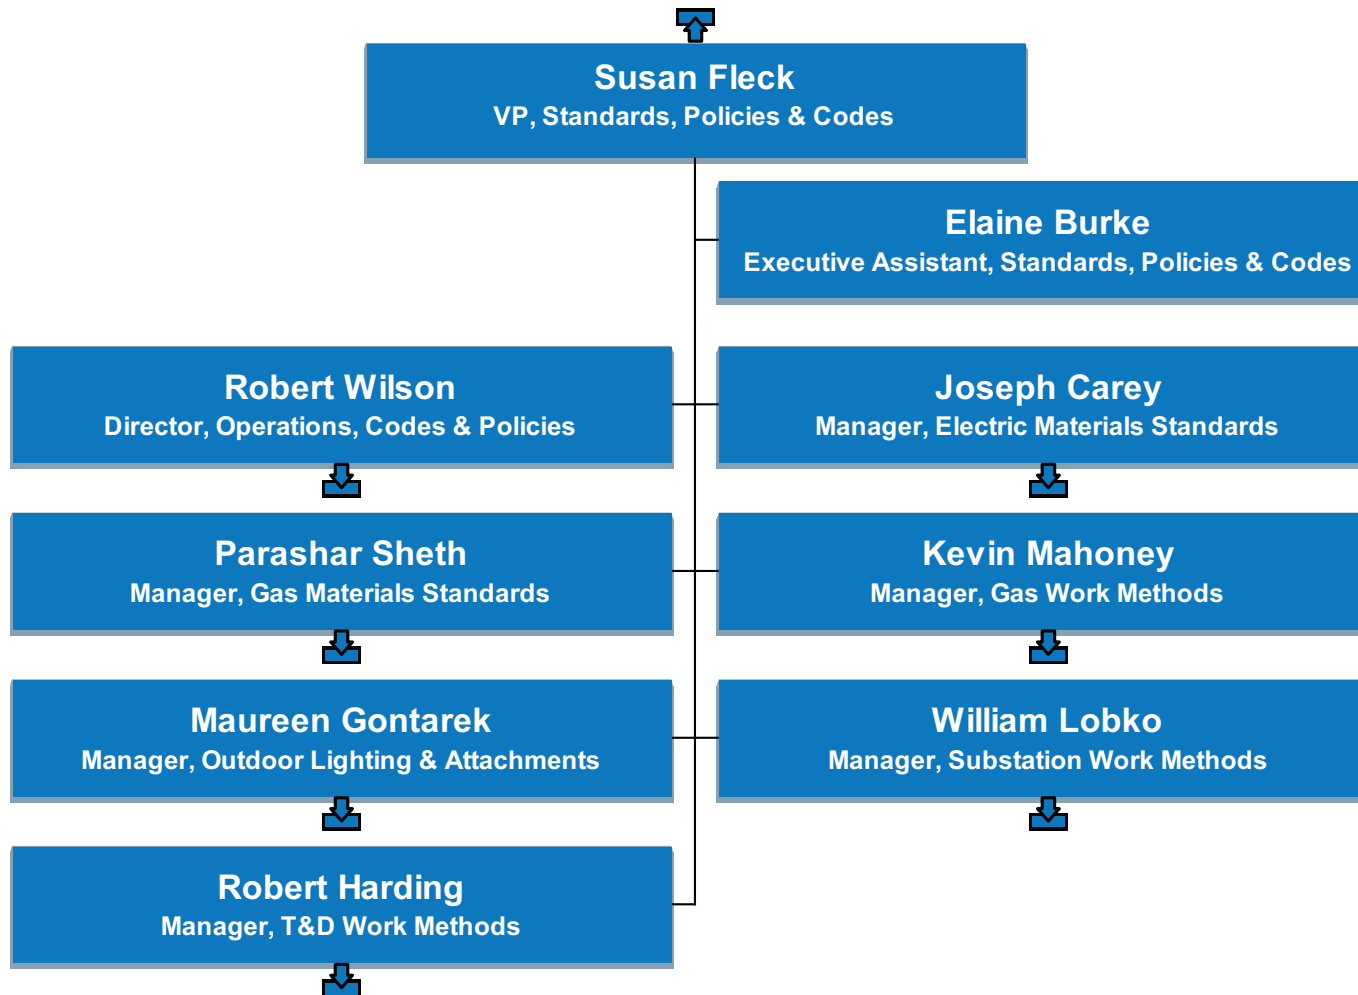 Susan Fleck
VP, Standards, Policies & Codes
Elaine Burke
Executive Assistant, Standards, Policies & Codes
Robert Wilson
Director, Operations, Codes & Policies
Joseph Carey
Manager, Electric Materials Standards
Parashar Sheth
Manager, Gas Materials Standards
Kevin Mahoney
Manager, Gas Work Methods
Maureen Gontarek
Manager, Outdoor Lighting & Attachments
William Lobko
Manager, Substation Work Methods
Robert Harding
Manager, T&D Work Methods